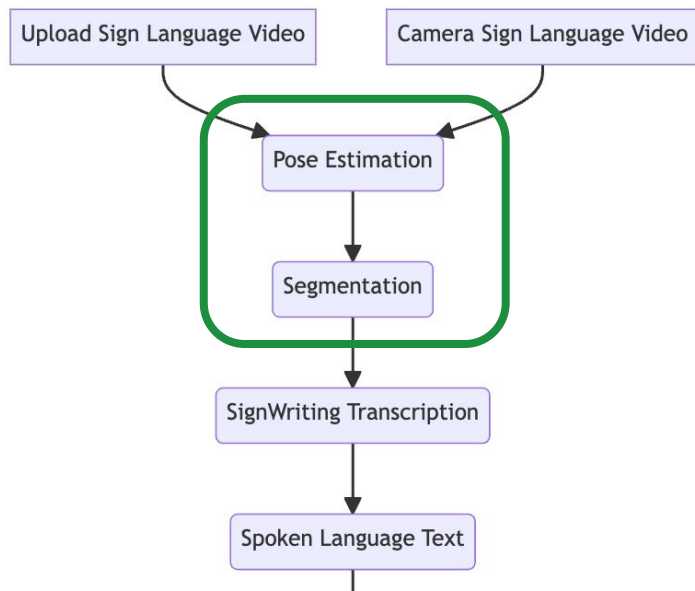 Upload Sign Language Video
Camera Sign Language Video
Pose Estimation
Segmentation
SignWriting Transcription
Spoken Language Text